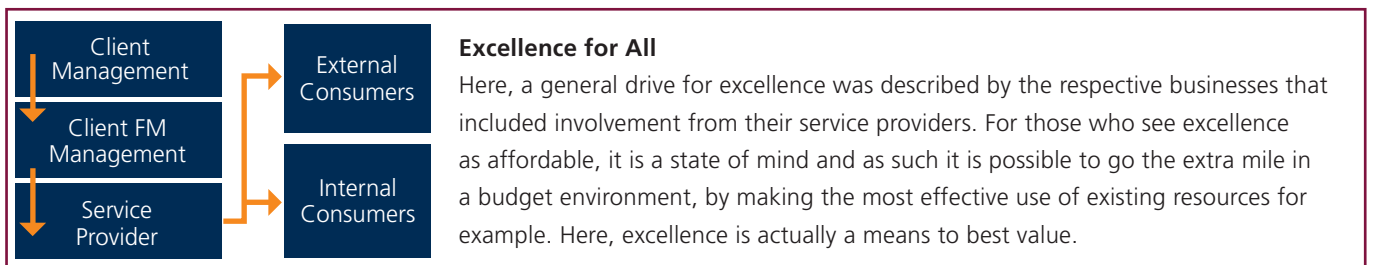 Client
Management
Client FM
Management
Service
Provider
External
Consumers
Internal
Consumers
Excellence for All
Here, a general drive for excellence was described by the respective businesses that
included involvement from their service providers. For those who see excellence
as affordable, it is a state of mind and as such it is possible to go the extra mile in
a budget environment, by making the most effective use of existing resources for
example. Here, excellence is actually a means to best value.